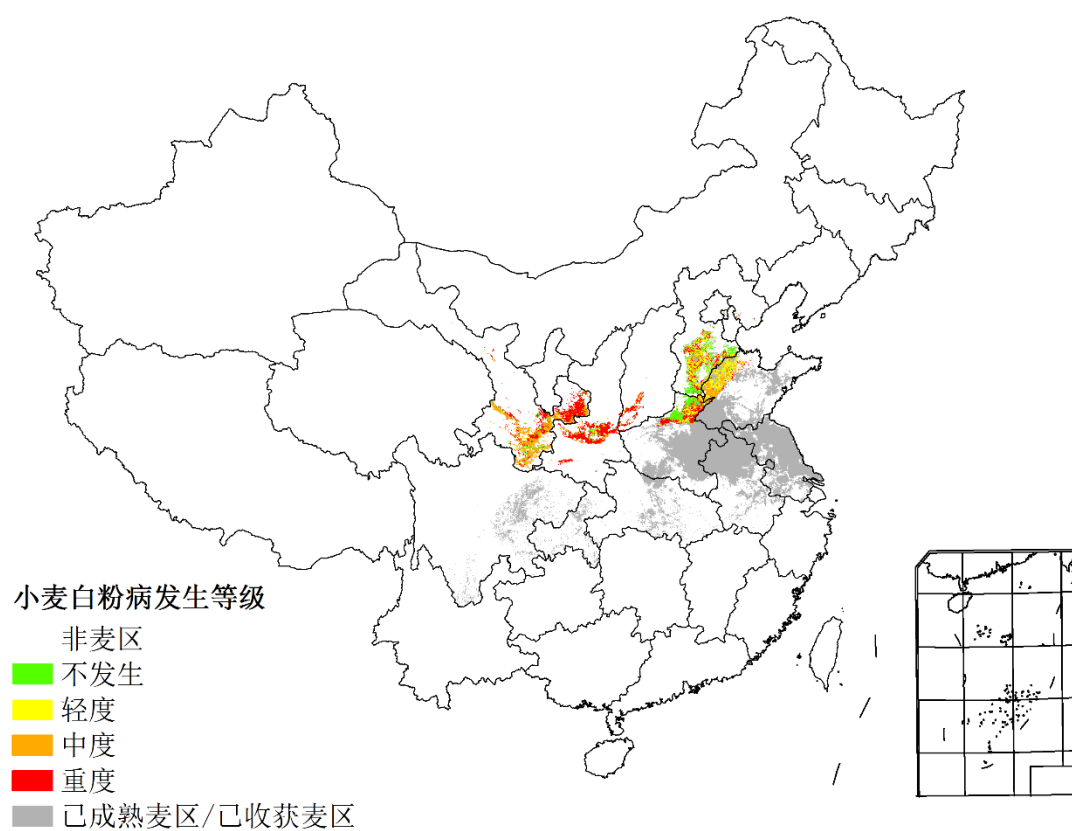 小麦白粉病发生等级
非麦区
不发生
轻度
中度
重度
已成熟麦区/已收获麦区